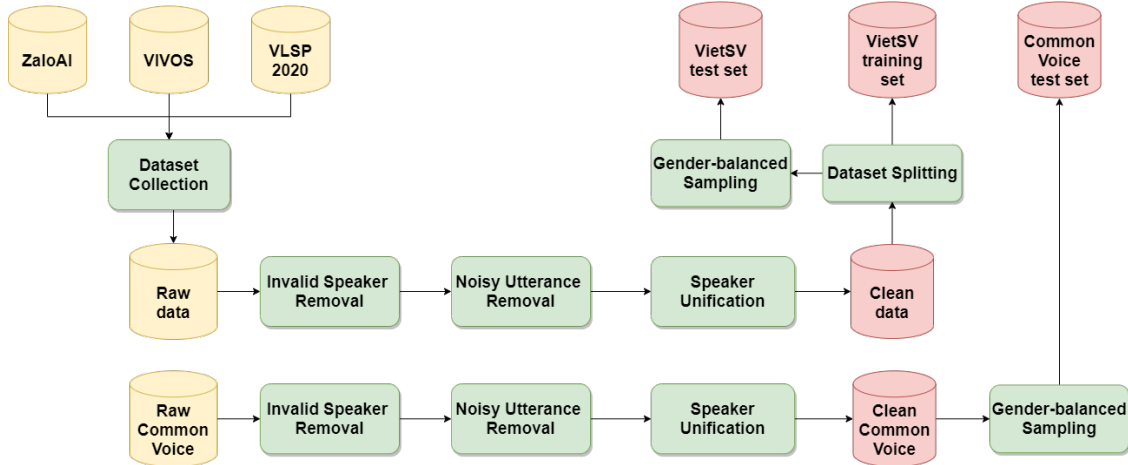 ZaloAI
VIVOS
VLSP
2020
VietSV
test set
VietSV
training
set
Common
Voice
test set
Dataset
Collection
Gender-balanced
Sampling
Dataset Splitting
Raw
data
Invalid Speaker
Removal
Noisy Utterance
Removal
Speaker
Unification
Clean
data
Raw
Common
Voice
Invalid Speaker
Removal
Noisy Utterance
Removal
Speaker
Unification
Clean
Common
Voice
Gender-balanced
Sampling